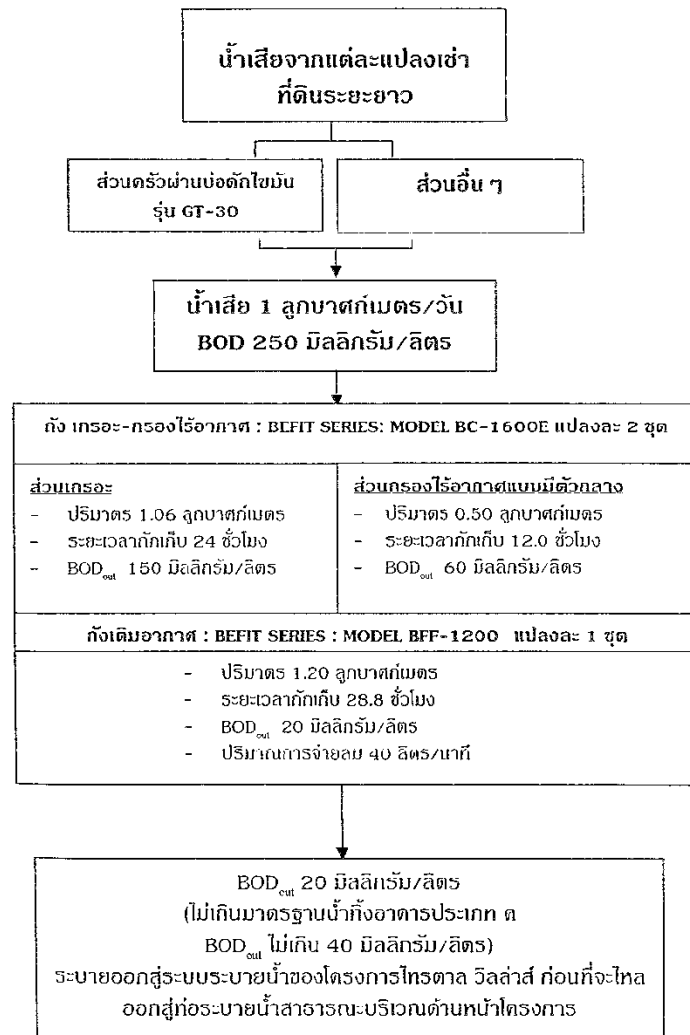 น้ำเสียจากแต่ละแปลงเช่า
ที่ดินระยะยาว
ส่วนครัวผ่านบ่อดักไขมัน
รุ่น GT-30
ส่วนอื่น ๆ
น้ำเสีย 1 ลูกบาศก์เมตร/วัน
BOD 250 มิลลิกรัม/ลิตร
ถัง เกรอะ-กรองไร้อากาศ : BEFIT SERIES: MODEL BC-1600E แปลงละ 2 ชุด
ส่วนเกรอะ
- ปริมาตร 1.06 ลูกบาศก์เมตร
- ระยะเวลากักเก็บ 24 ชั่วโมง
- BOD out 150 มิลลิกรัม/ลิตร
ส่วนกรองไร้อากาศแบบมีตัวกลาง
- ปริมาตร 0.50 ลูกบาศก์เมตร
- ระยะเวลากักเก็บ 12.0 ชั่วโมง
- BOD out 60 มิลลิกรัม/ลิตร
ถังเติมอากาศ : BEFIT SERIES : MODEL BFF-1200 แปลงละ 1 ชุด
- ปริมาตร 1.20 ลูกบาศก์เมตร
- ระยะเวลากักเก็บ 28.8 ชั่วโมง
- BOD out 20 มิลลิกรัม/ลิตร
- ปริมาณการจ่ายลม 40 ลิตร/นาที
BOD out 20 มิลลิกรัม/ลิตร
(ไม่เกินมาตรฐานน้ำทิ้งอาคารประเภท ค
BOD out ไม่เกิน 40 มิลลิกรัม/ลิตร)
ระบายออกสู่ระบบระบายน้ำของโครงการไทรตาล วิลล่าส์ ก่อนที่จะไหล
ออกสู่ท่อระบายน้ำสาธารณะบริเวณด้านหน้าโครงการ